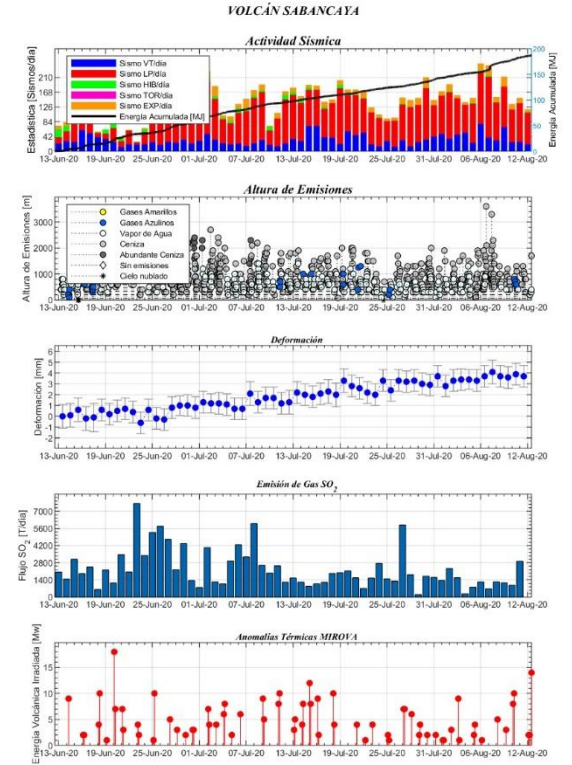 VOLCÁN SABANCAYA
Actividad Sísmica
Estadística [Sismos/día]
210
168
126
84
42
0
Sismo VT/día
Sismo LP/día
Sismo HIB/día
Sismo TOR/día
Sismo EXP/día
Energía Acumulada [MJ]
200
150
100
50
0
Energía Acumulada [MJ]
13-Jun-20 19-Jun-20 25-Jun-20 01-Jul-20 07-Jul-20 13-Jul-20 19-Jul-20 25-Jul-20 31-Jul-20 06-Aug-20 12-Aug-20
Altura de Emisiones
Altura de Emisiones [m]
3000
2000
1000
0
Gases Amarillos
Gases Azulinos
Vapor de Agua
Ceniza
Abundante Ceniza
Sin emisiones
Cielo nublado
13-Jun-20 19-Jun-20 25-Jun-20 01-Jul-20 07-Jul-20 13-Jul-20 19-Jul-20 25-Jul-20 31-Jul-20 06-Aug-20 12-Aug-20
Deformación
Deformación [mm]
6
5
4
3
2
1
0
-1
-2
13-Jun-20 19-Jun-20 25-Jun-20 01-Jul-20 07-Jul-20 13-Jul-20 19-Jul-20 25-Jul-20 31-Jul-20 06-Aug-20 12-Aug-20
Emisión de Gas SO2
Flujo SO2 [T/día]
7000
5600
4200
2800
1400
0
13-Jun-20 19-Jun-20 25-Jun-20 01-Jul-20 07-Jul-20 13-Jul-20 19-Jul-20 25-Jul-20 31-Jul-20 06-Aug-20 12-Aug-20
Anomalías Térmicas MIROVA
Energía Volcánica Irradiada [Mw]
15
10
5
0
13-Jun-20 19-Jun-20 25-Jun-20 01-Jul-20 07-Jul-20 13-Jul-20 19-Jul-20 25-Jul-20 31-Jul-20 06-Aug-20 12-Aug-20